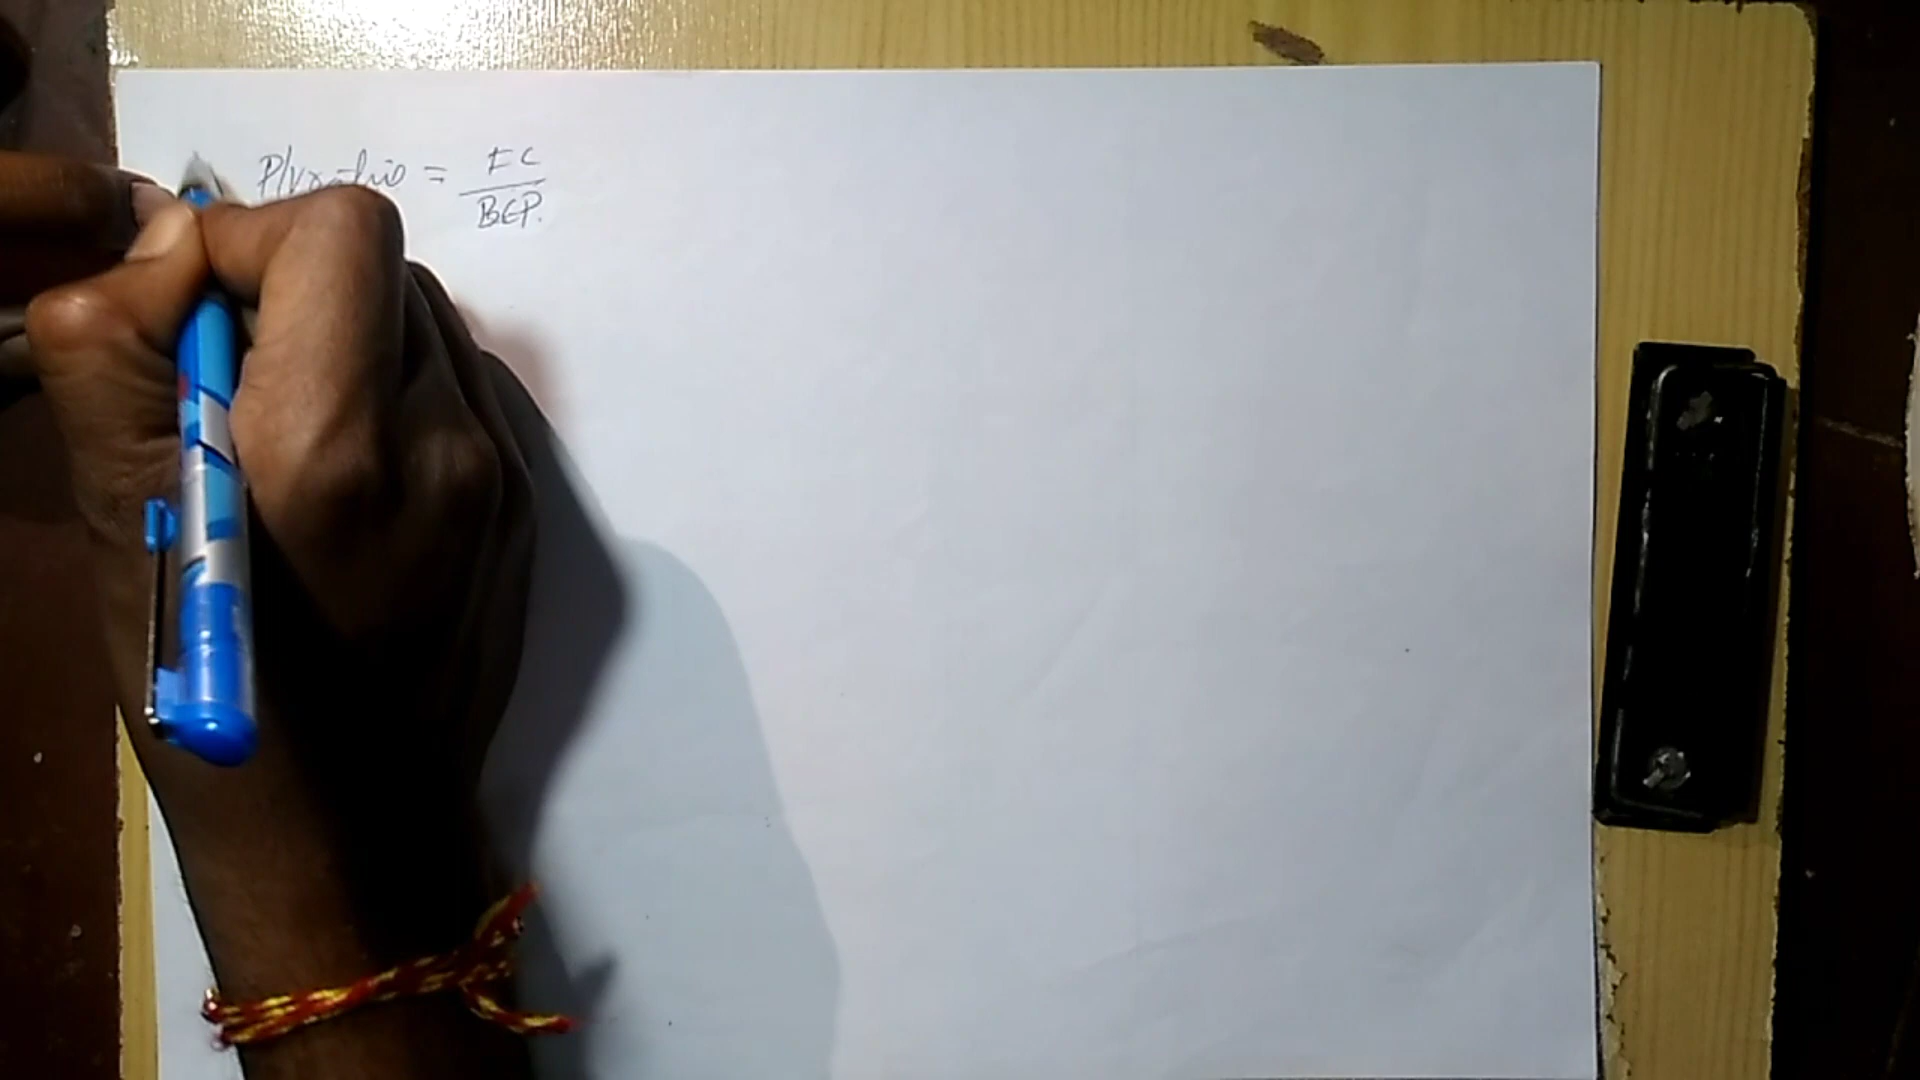 P/V ratio = FC
BEP.